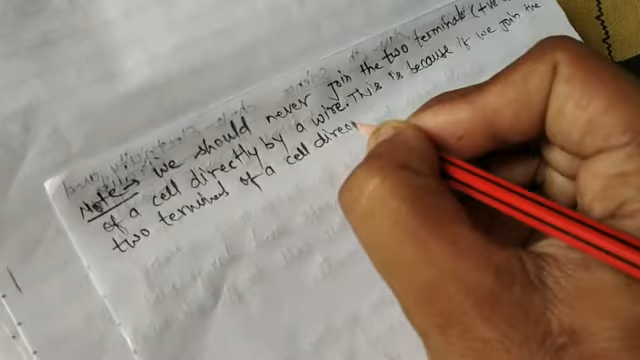 Note:- We should never join the two terminals (+ve
of a cell directly by a wire. This is because if we join the
two terminal of a cell direc